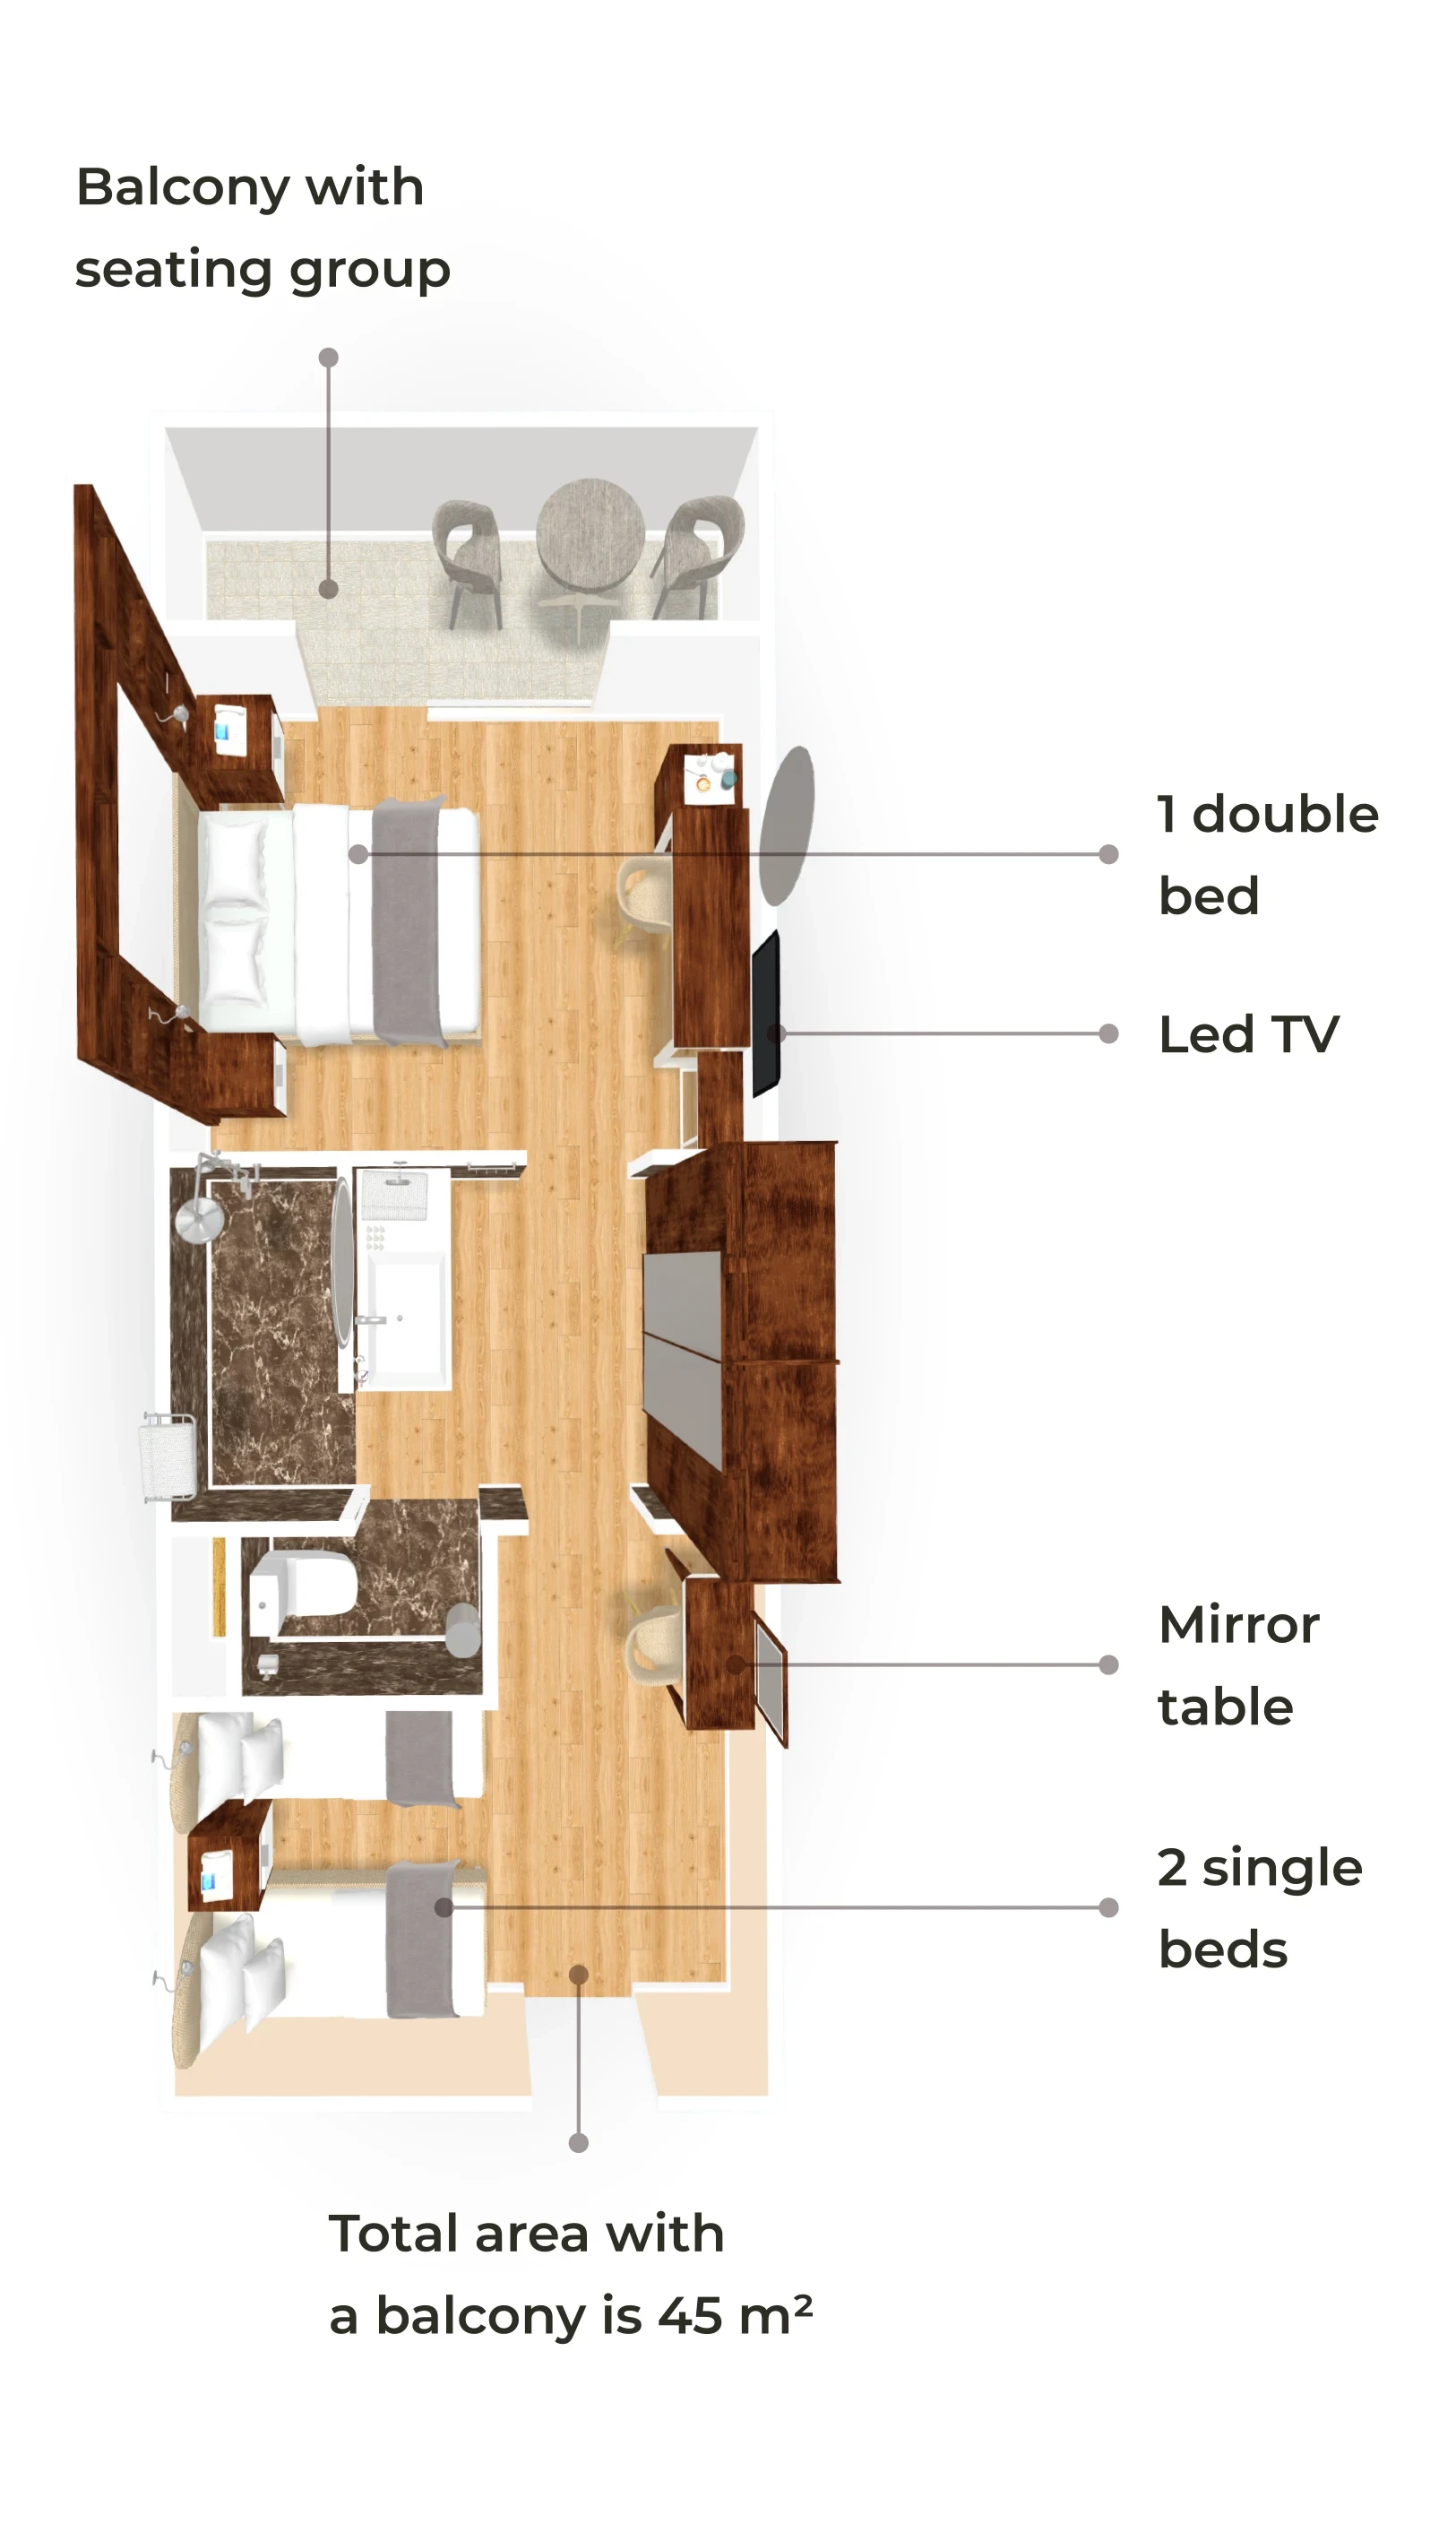 Balcony with
seating group
1 double
bed
Led TV
Mirror
table
2 single
beds
Total area with
a balcony is 45 m²